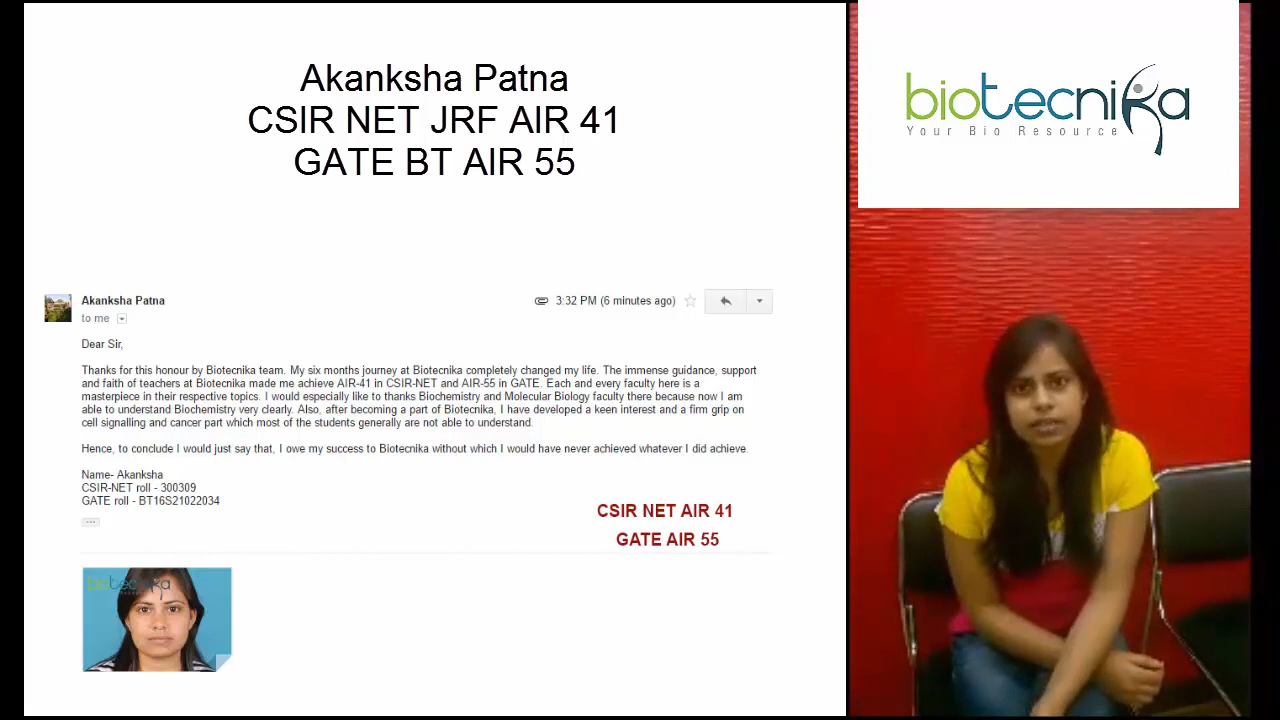 Akanksha Patna
CSIR NET JRF AIR 41
GATE BT AIR 55
biotecnika
Your Bio Resource
Akanksha Patna
3:32 PM (6 minutes ago)
to me
Dear Sir,
Thanks for this honour by Biotecnika team. My six months journey at Biotecnika completely changed my life. The immense guidance, support
and faith of teachers at Biotecnika made me achieve AIR-41 in CSIR-NET and AIR-55 in GATE. Each and every faculty here is a
masterpiece in their respective topics. I would especially like to thanks Biochemistry and Molecular Biology faculty there because now I am
able to understand Biochemistry very clearly. Also, after becoming a part of Biotecnika, I have developed a keen interest and a firm grip on
cell signalling and cancer part which most of the students generally are not able to understand.
Hence, to conclude I would just say that, I owe my success to Biotecnika without which I would have never achieved whatever I did achieve.
Name- Akanksha
CSIR-NET roll - 300309
GATE roll - BT16S21022034
CSIR NET AIR 41
GATE AIR 55
biotecnika